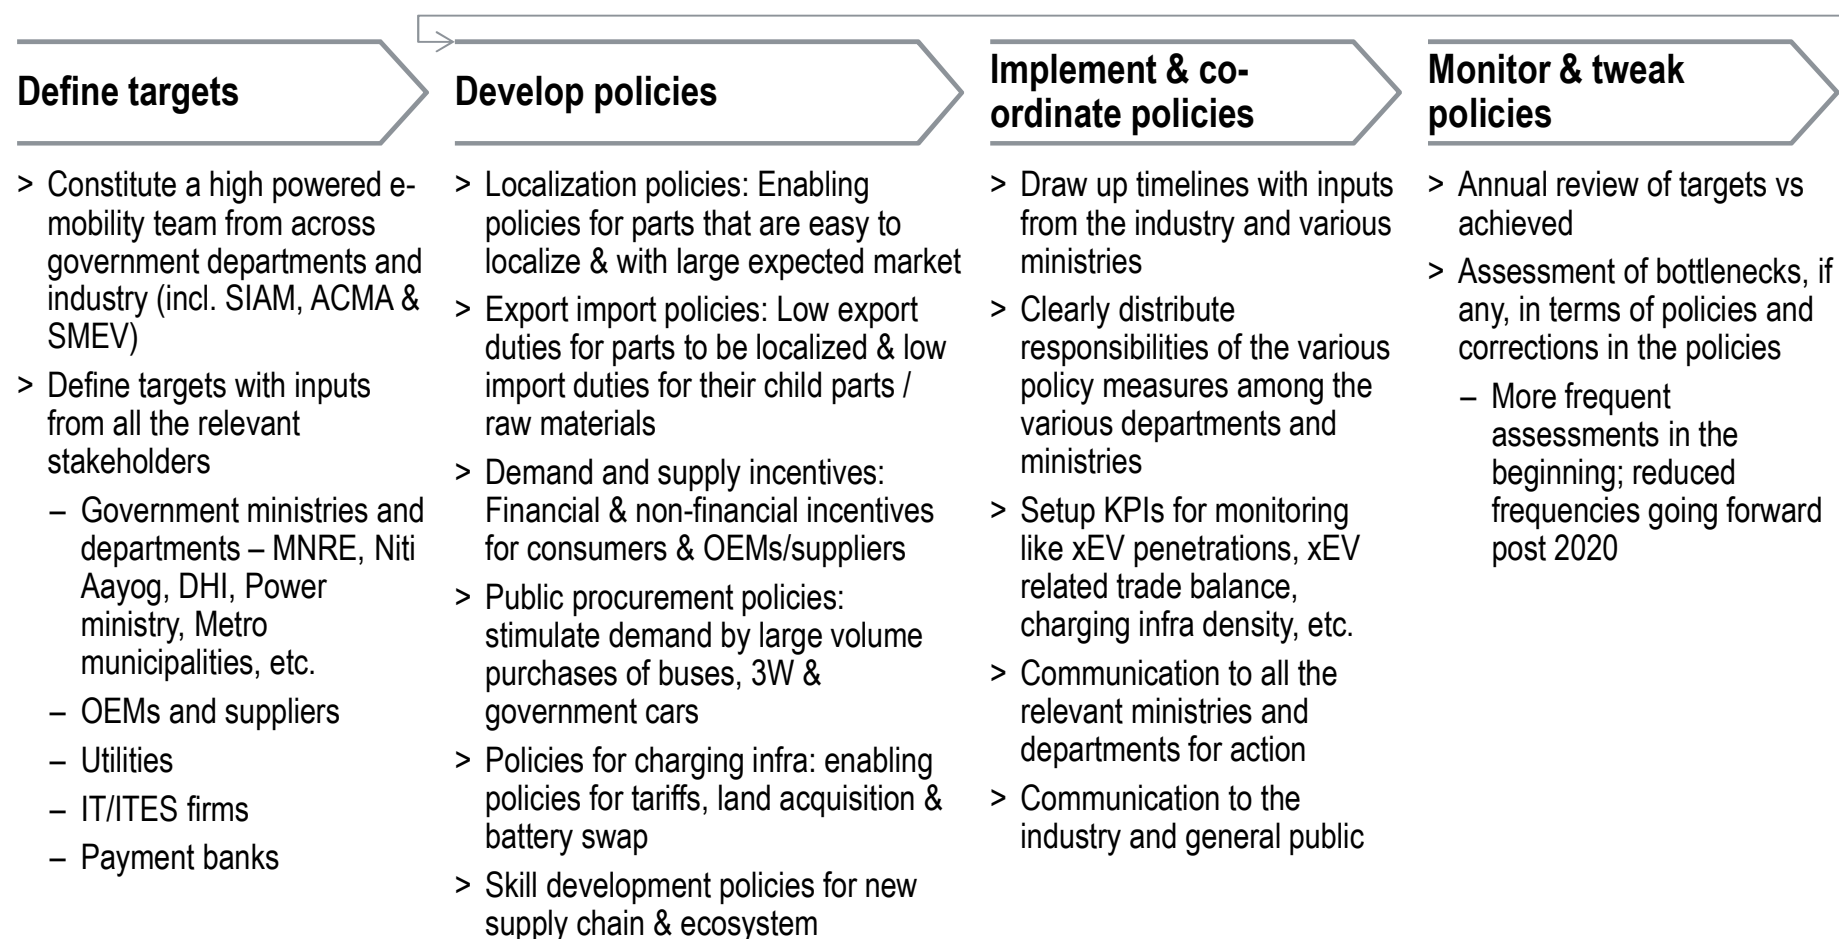 Define targets
> Constitute a high powered e-
mobility team from across
government departments and
industry (incl. SIAM, ACMA &
SMEV)
> Define targets with inputs
from all the relevant
stakeholders
– Government ministries and
departments – MNRE, Niti
Aayog, DHI, Power
ministry, Metro
municipalities, etc.
– OEMs and suppliers
– Utilities
– IT/ITES firms
– Payment banks
Develop policies
> Localization policies: Enabling
policies for parts that are easy to
localize & with large expected market
> Export import policies: Low export
duties for parts to be localized & low
import duties for their child parts /
raw materials
> Demand and supply incentives:
Financial & non-financial incentives
for consumers & OEMs/suppliers
> Public procurement policies:
stimulate demand by large volume
purchases of buses, 3W &
government cars
> Policies for charging infra: enabling
policies for tariffs, land acquisition &
battery swap
> Skill development policies for new
supply chain & ecosystem
Implement & co-
ordinate policies
> Draw up timelines with inputs
from the industry and various
ministries
> Clearly distribute
responsibilities of the various
policy measures among the
various departments and
ministries
> Setup KPIs for monitoring
like xEV penetrations, xEV
related trade balance,
charging infra density, etc.
> Communication to all the
relevant ministries and
departments for action
> Communication to the
industry and general public
Monitor & tweak
policies
> Annual review of targets vs
achieved
> Assessment of bottlenecks, if
any, in terms of policies and
corrections in the policies
– More frequent
assessments in the
beginning; reduced
frequencies going forward
post 2020